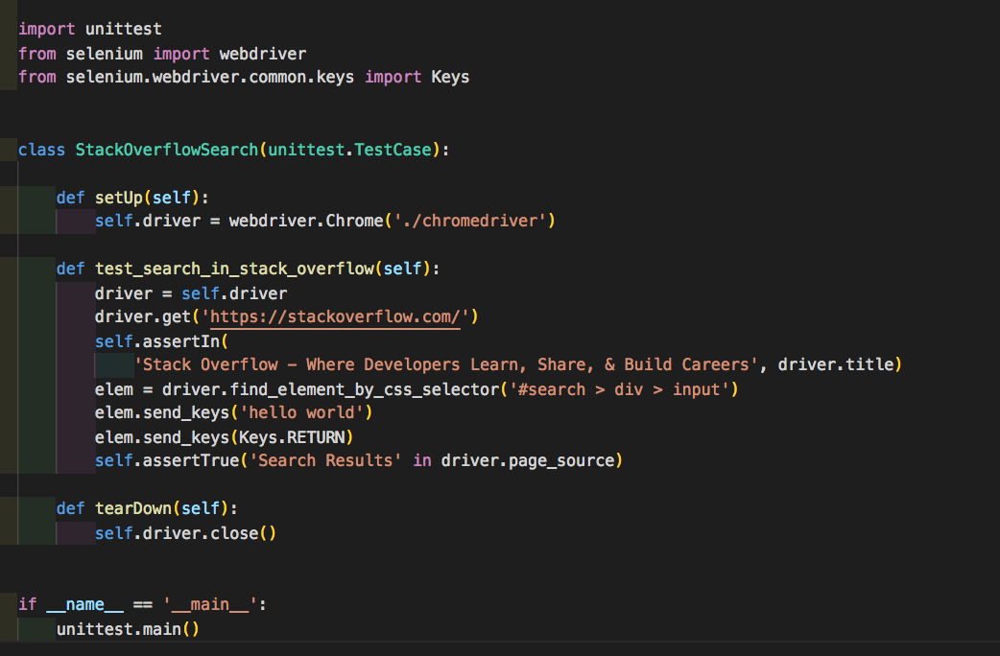 import unittest
from selenium import webdriver
from selenium.webdriver.common.keys import Keys
class StackOverflowSearch(unittest.TestCase):
def setUp(self):
self.driver = webdriver.Chrome('./chromedriver')
def test_search_in_stack_overflow(self):
driver = self.driver
driver.get('https://stackoverflow.com/')
self.assertIn(
'Stack Overflow - Where Developers Learn, Share, & Build Careers', driver.title)
elem = driver.find_element_by_css_selector('#search > div > input')
elem.send_keys('hello world')
elem.send_keys(Keys.RETURN)
self.assertTrue('Search Results' in driver.page_source)
def tearDown(self):
self.driver.close()
if __name__ == '__main__':
unittest.main()